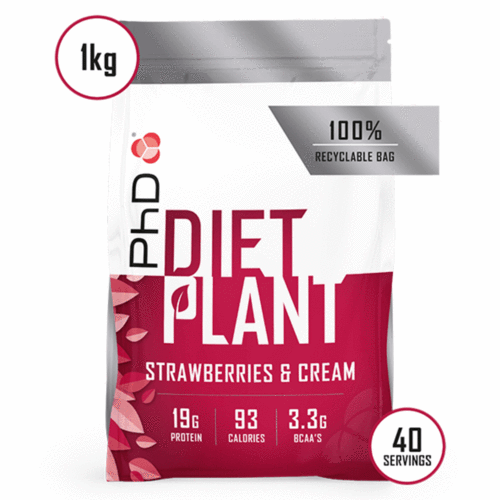 1kg
100%
RECYCLABLE BAG
PhD
DIET
PLANT
STRAWBERRIES & CREAM
19G
PROTEIN
93
CALORIES
3.3G
BCAA'S
40
SERVINGS